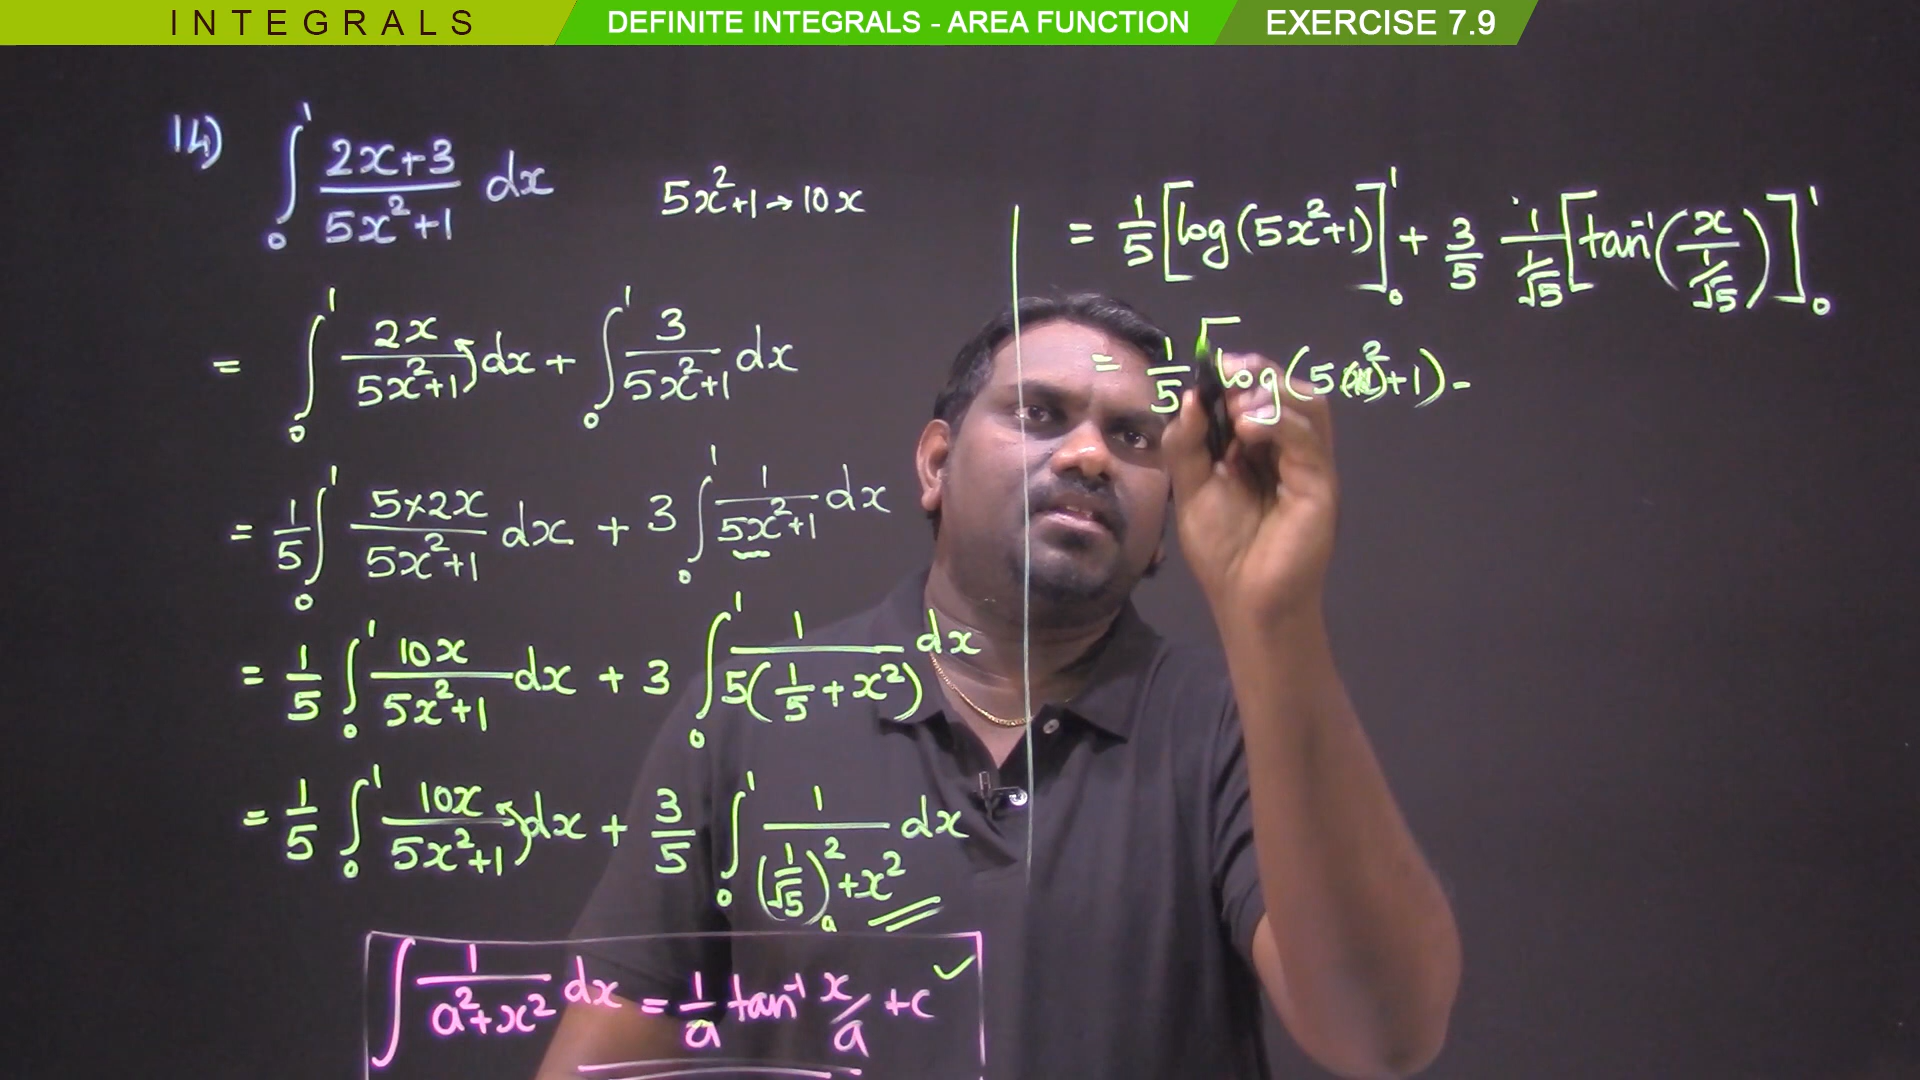 INTEGRALS
DEFINITE INTEGRALS - AREA FUNCTION
EXERCISE 7.9
14) ∫₀¹ (2x+3)/(5x²+1) dx
5x²+1 → 10x
= ∫₀¹ 2x/(5x²+1) dx + ∫₀¹ 3/(5x²+1) dx
= 1/5 ∫₀¹ 5×2x/(5x²+1) dx + 3 ∫₀¹ 1/(5x²+1) dx
= 1/5 ∫₀¹ 10x/(5x²+1) dx + 3 ∫₀¹ 1/(5(1/5 + x²)) dx
= 1/5 ∫₀¹ 10x/(5x²+1) dx + 3/5 ∫₀¹ 1/((1/√5)² + x²) dx
a
∫ 1/(a²+x²) dx = 1/a tan⁻¹ x/a + c ✓
= 1/5 [log(5x²+1)]₀¹ + 3/5 · 1/(1/√5) [tan⁻¹(x/(1/√5))]₀¹
= 1/5 [log(5(1)²+1) -